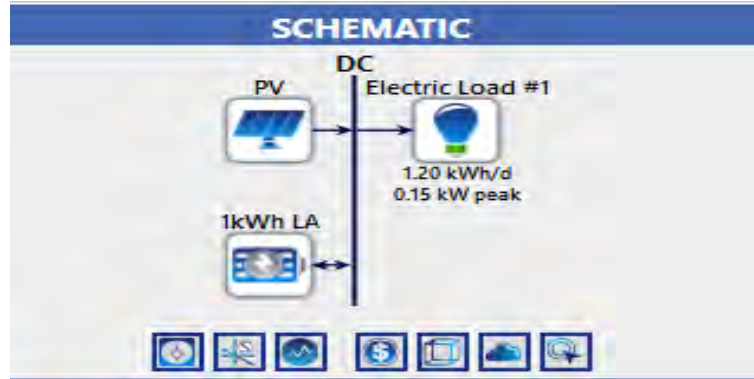 SCHEMATIC
DC
PV
Electric Load #1
1.20 kWh/d
0.15 kW peak
1kWh LA